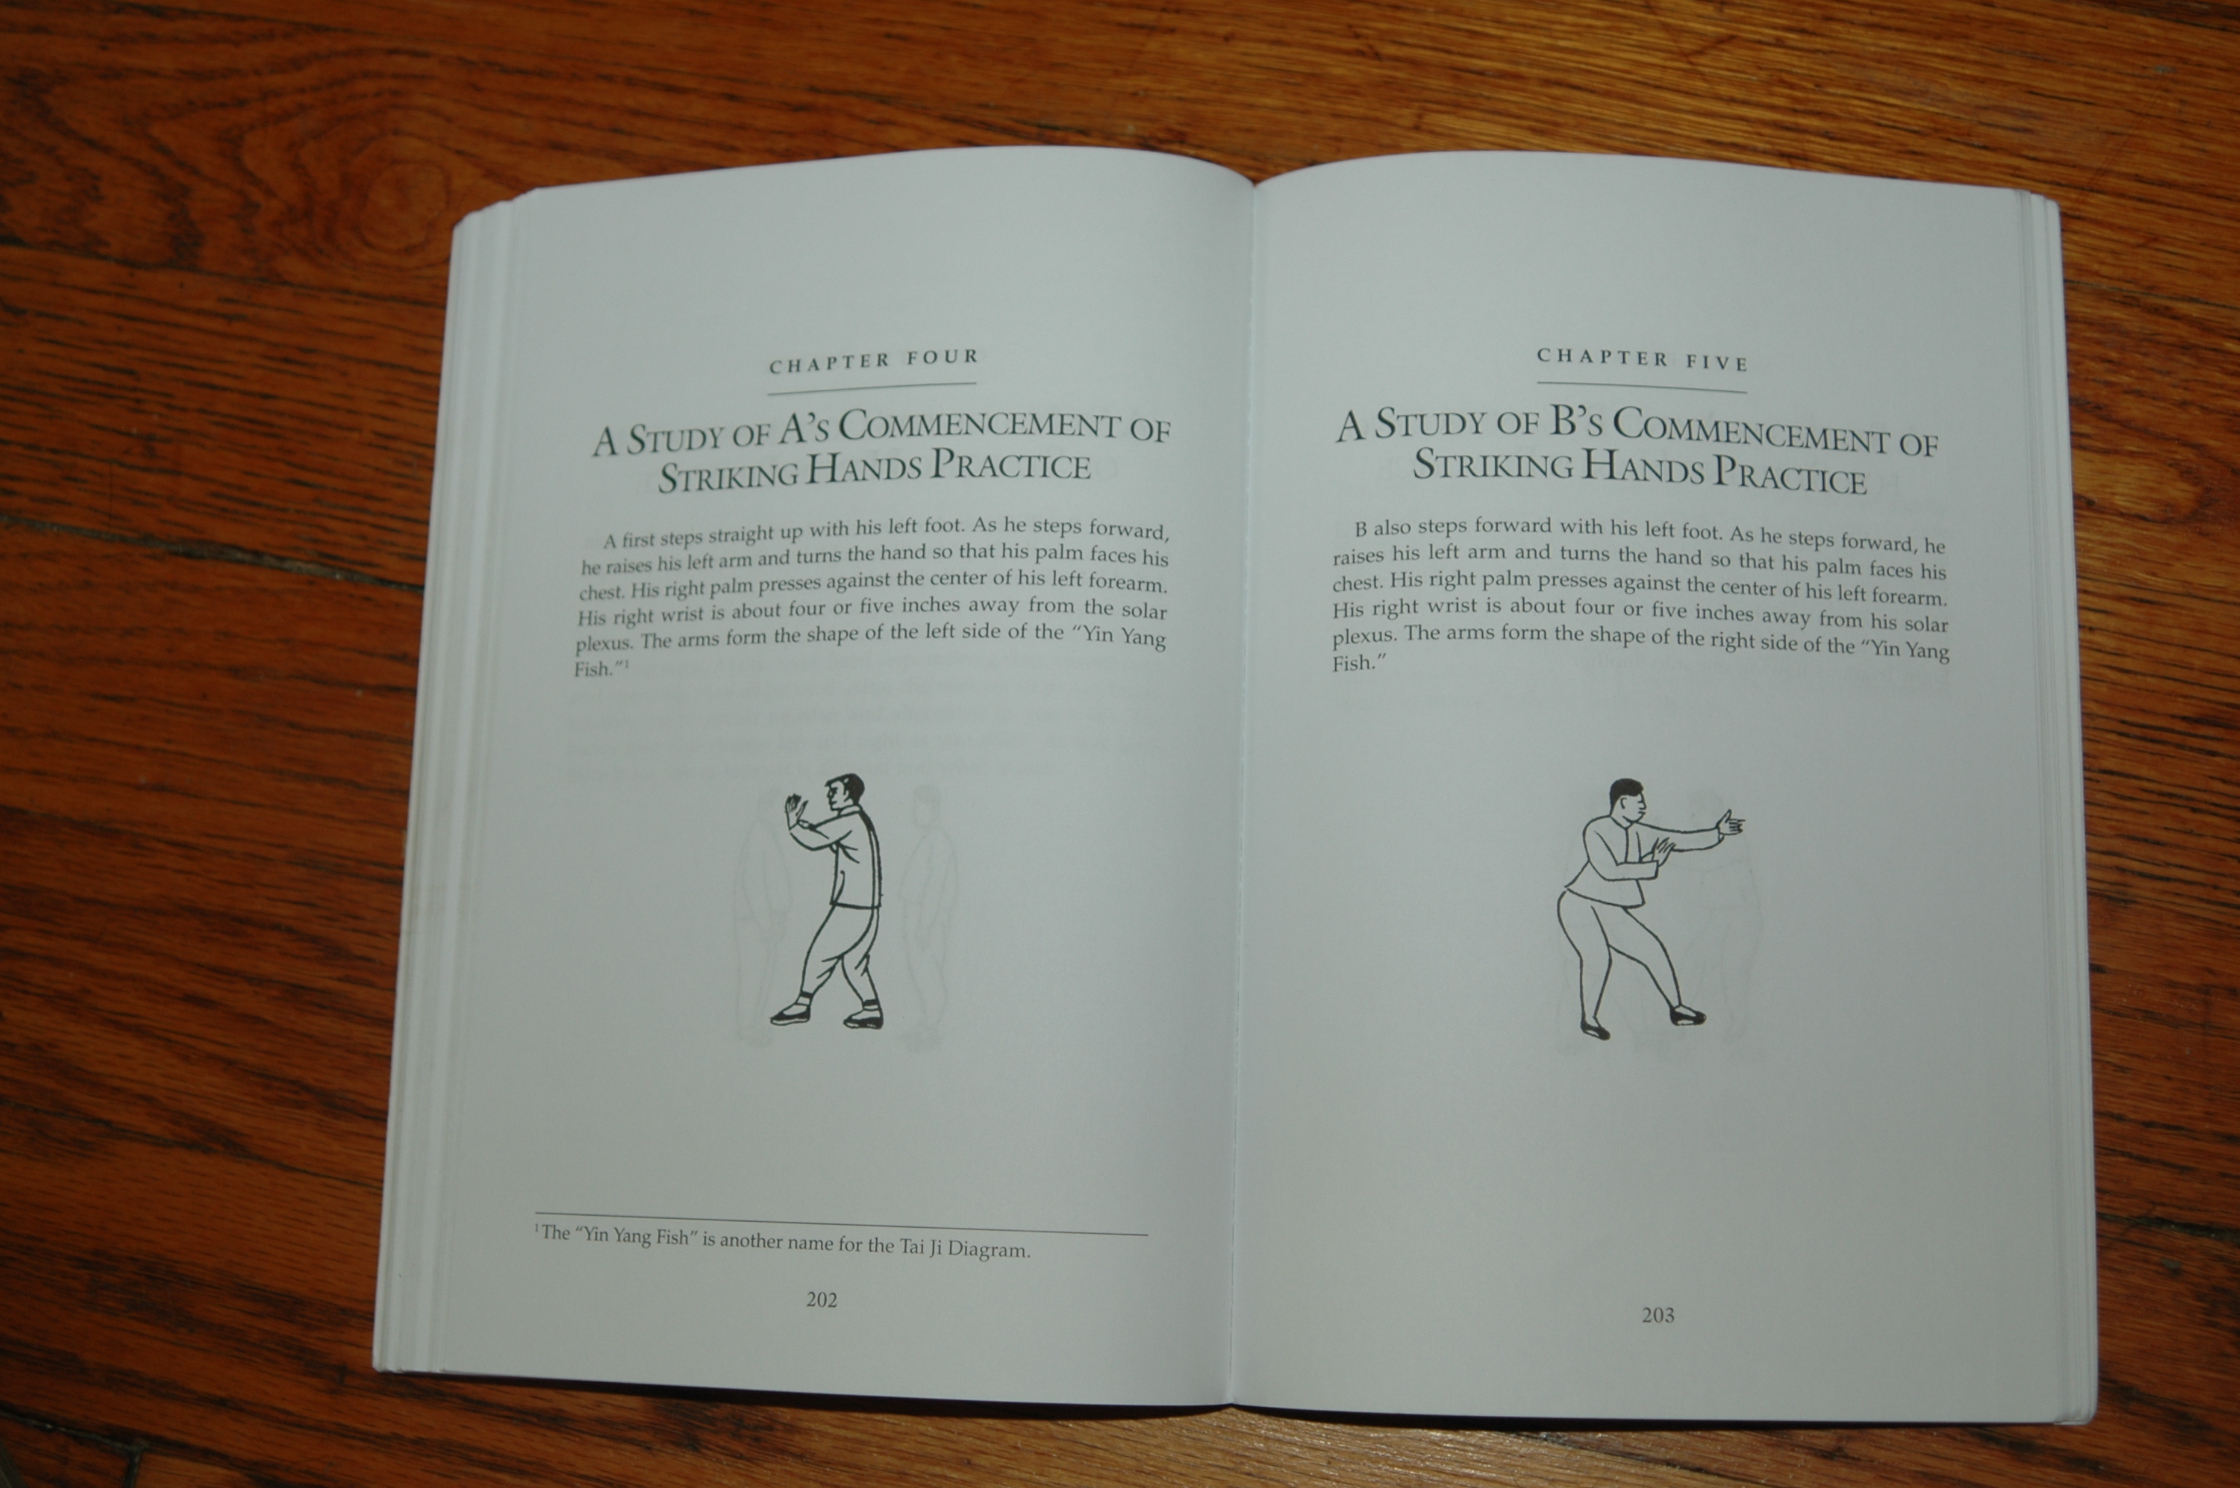 CHAPTER FOUR
A STUDY OF A'S COMMENCEMENT OF
STRIKING HANDS PRACTICE
A first steps straight up with his left foot. As he steps forward,
he raises his left arm and turns the hand so that his palm faces his
chest. His right palm presses against the center of his left forearm.
His right wrist is about four or five inches away from the solar
plexus. The arms form the shape of the left side of the “Yin Yang
Fish.”1
1 The “Yin Yang Fish” is another name for the Tai Ji Diagram.
202
CHAPTER FIVE
A STUDY OF B'S COMMENCEMENT OF
STRIKING HANDS PRACTICE
B also steps forward with his left foot. As he steps forward, he
raises his left arm and turns the hand so that his palm faces his
chest. His right palm presses against the center of his left forearm.
His right wrist is about four or five inches away from his solar
plexus. The arms form the shape of the right side of the “Yin Yang
Fish.”
203